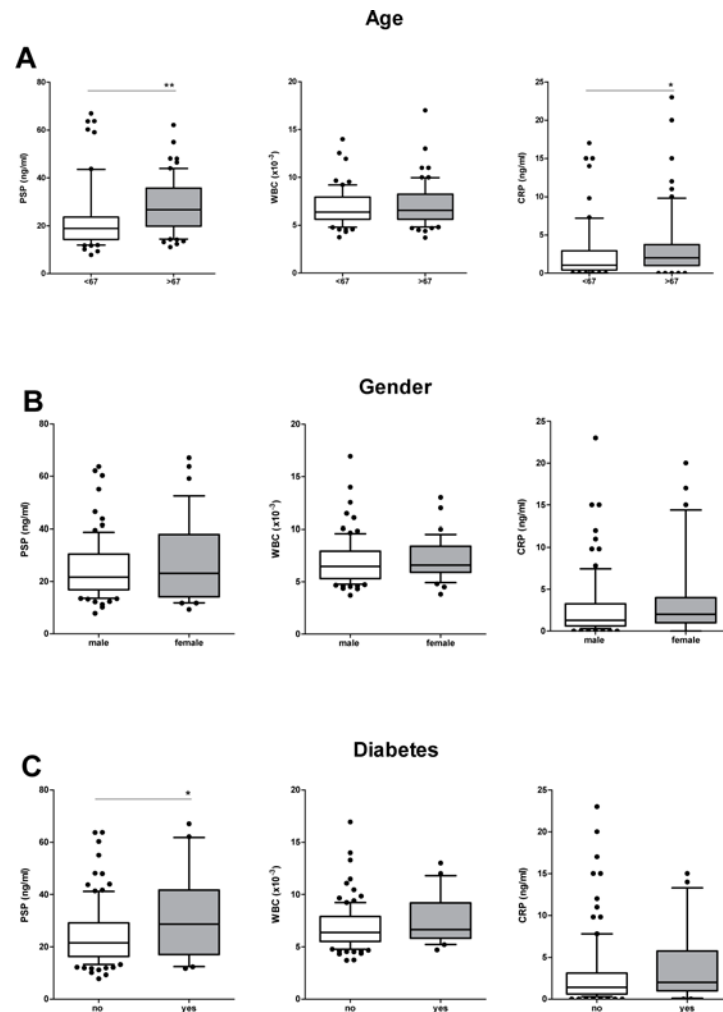 Age
A
**
*
80
60
40
20
0
PSP (ng/ml)
<67
>67
20
15
10
5
0
WBC (x10⁻³)
<67
>67
25
20
15
10
5
0
CRP (ng/ml)
<67
>67
Gender
B
80
60
40
20
0
PSP (ng/ml)
male
female
20
15
10
5
0
WBC (x10⁻³)
male
female
25
20
15
10
5
0
CRP (ng/ml)
male
female
Diabetes
C
*
80
60
40
20
0
PSP (ng/ml)
no
yes
20
15
10
5
0
WBC (x10⁻³)
no
yes
25
20
15
10
5
0
CRP (ng/ml)
no
yes